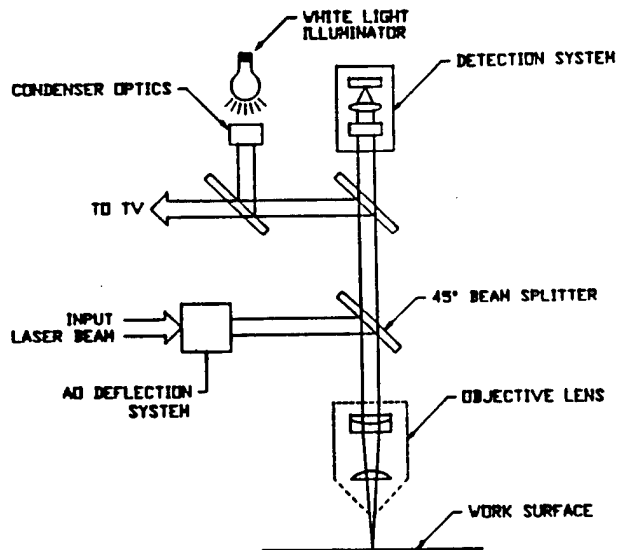 WHITE LIGHT
ILLUMINATOR
DETECTION SYSTEM
CONDENSER OPTICS
TO TV
45° BEAM SPLITTER
INPUT
LASER BEAM
AO DEFLECTION
SYSTEM
OBJECTIVE LENS
WORK SURFACE